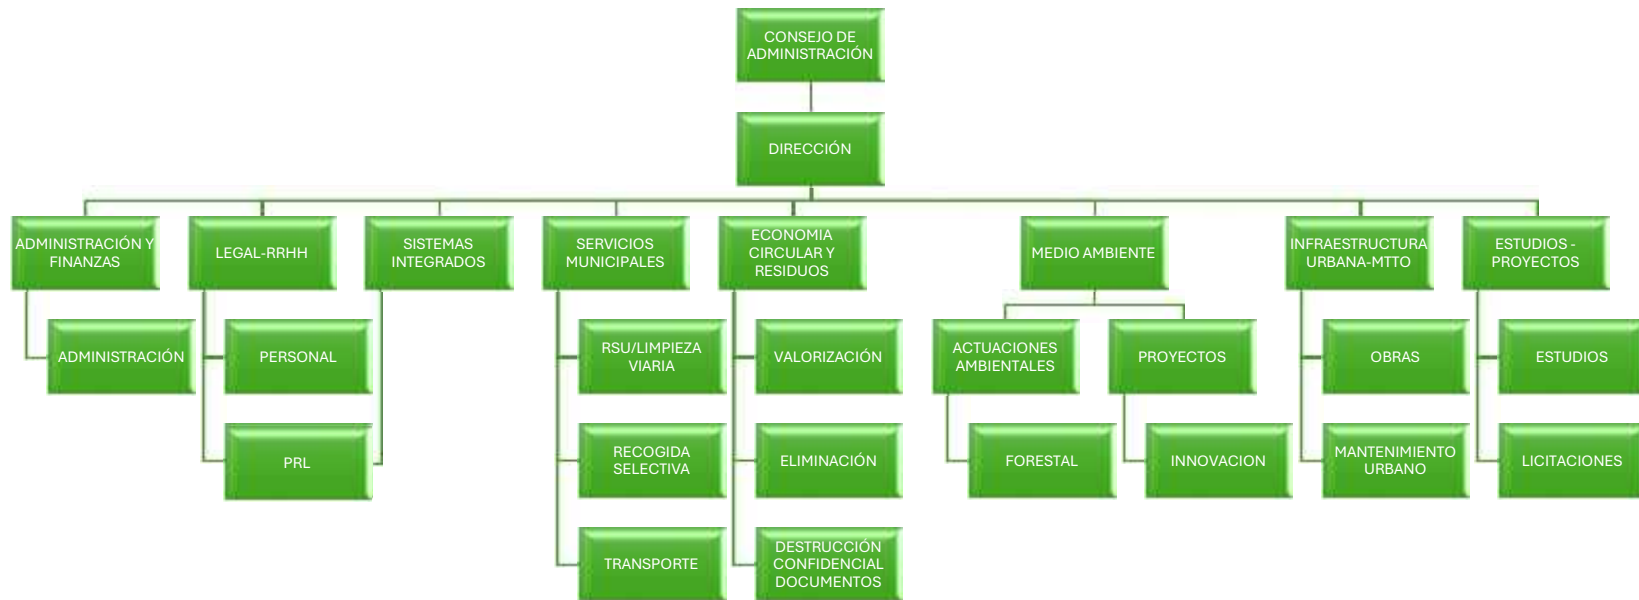 CONSEJO DE
ADMINISTRACIÓN
DIRECCIÓN
ADMINISTRACIÓN Y
FINANZAS
LEGAL-RRHH
SISTEMAS
INTEGRADOS
SERVICIOS
MUNICIPALES
ECONOMIA
CIRCULAR Y
RESIDUOS
MEDIO AMBIENTE
INFRAESTRUCTURA
URBANA-MTTO
ESTUDIOS -
PROYECTOS
ADMINISTRACIÓN
PERSONAL
RSU/LIMPIEZA
VIARIA
VALORIZACIÓN
ACTUACIONES
AMBIENTALES
PROYECTOS
OBRAS
ESTUDIOS
PRL
RECOGIDA
SELECTIVA
ELIMINACIÓN
FORESTAL
INNOVACION
MANTENIMIENTO
URBANO
LICITACIONES
TRANSPORTE
DESTRUCCIÓN
CONFIDENCIAL
DOCUMENTOS